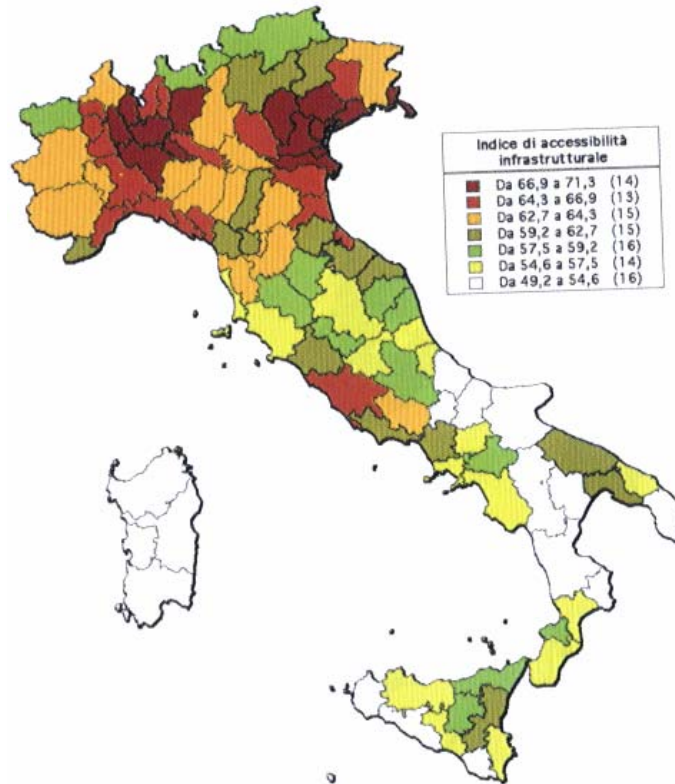 Indice di accessibilità
infrastrutturale
Da 66,9 a 71,3 (14)
Da 64,3 a 66,9 (13)
Da 62,7 a 64,3 (15)
Da 59,2 a 62,7 (15)
Da 57,5 a 59,2 (16)
Da 54,6 a 57,5 (14)
Da 49,2 a 54,6 (16)